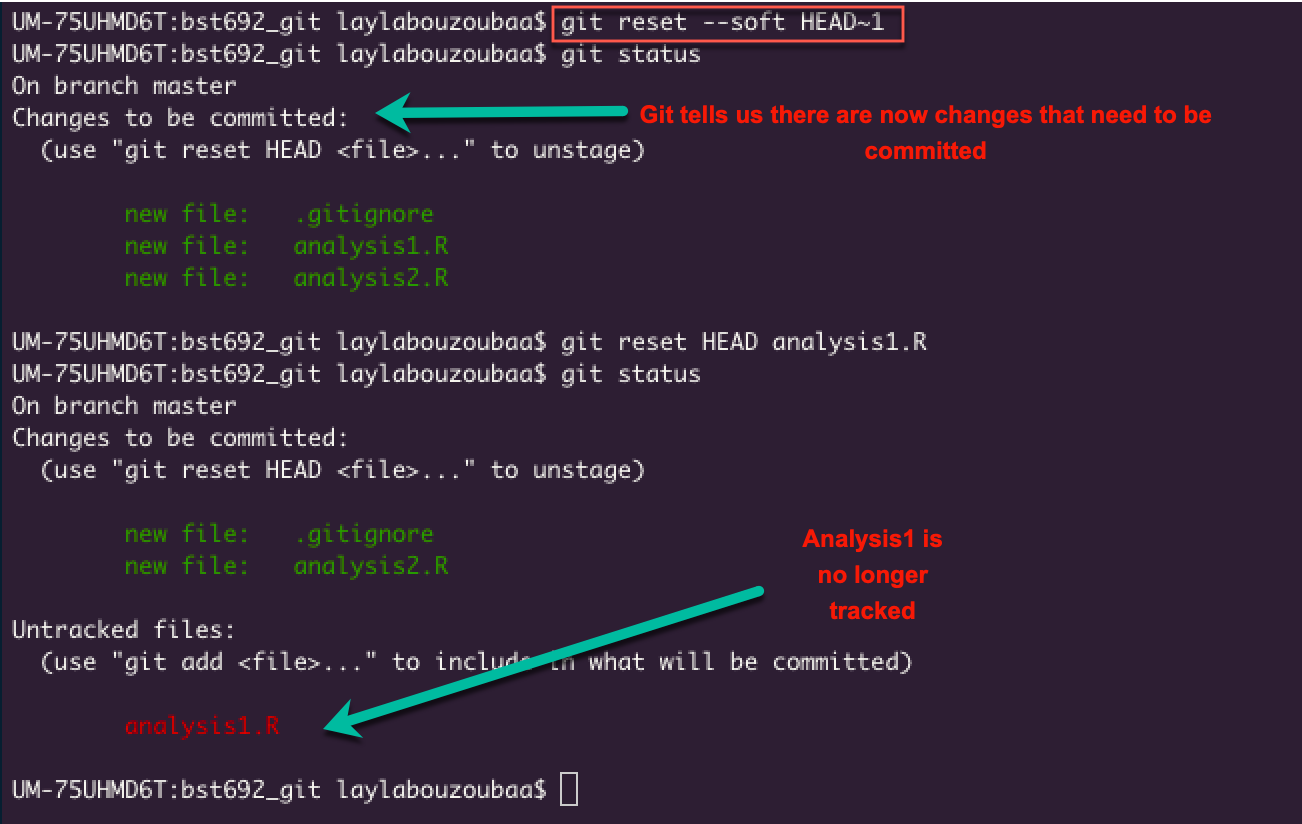 UM-75UHMD6T:bst692_git laylabouzoubaa$ git reset --soft HEAD~1
UM-75UHMD6T:bst692_git laylabouzoubaa$ git status
On branch master
Changes to be committed:
Git tells us there are now changes that need to be
committed
  (use "git reset HEAD <file>..." to unstage)
        new file:   .gitignore
        new file:   analysis1.R
        new file:   analysis2.R
UM-75UHMD6T:bst692_git laylabouzoubaa$ git reset HEAD analysis1.R
UM-75UHMD6T:bst692_git laylabouzoubaa$ git status
On branch master
Changes to be committed:
  (use "git reset HEAD <file>..." to unstage)
        new file:   .gitignore
        new file:   analysis2.R
Analysis1 is
no longer
tracked
Untracked files:
  (use "git add <file>..." to include in what will be committed)
        analysis1.R
UM-75UHMD6T:bst692_git laylabouzoubaa$